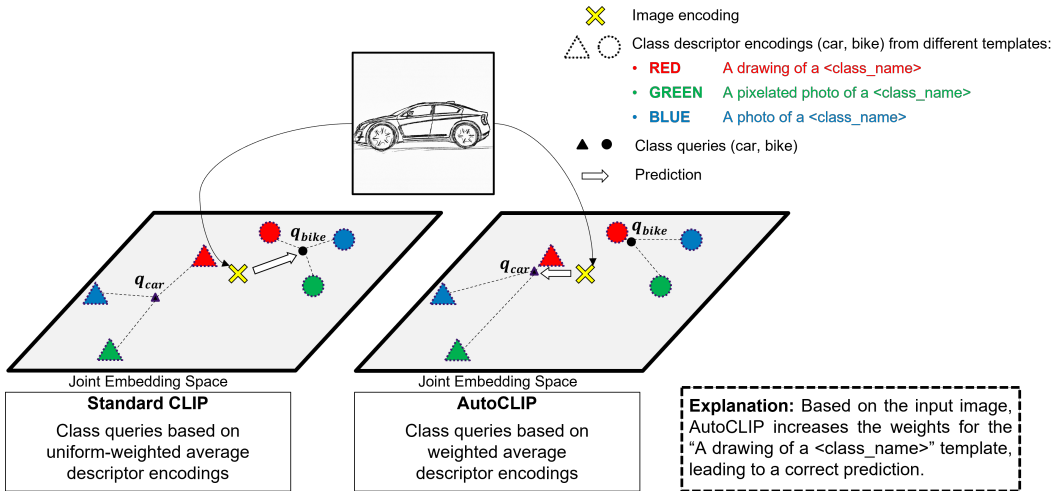 Image encoding
Class descriptor encodings (car, bike) from different templates:
• RED A drawing of a <class_name>
• GREEN A pixelated photo of a <class_name>
• BLUE A photo of a <class_name>
Class queries (car, bike)
Prediction
q_bike
q_car
q_bike
q_car
Joint Embedding Space
Joint Embedding Space
Standard CLIP
Class queries based on
uniform-weighted average
descriptor encodings
AutoCLIP
Class queries based on
weighted average
descriptor encodings
Explanation: Based on the input image,
AutoCLIP increases the weights for the
“A drawing of a <class_name>” template,
leading to a correct prediction.